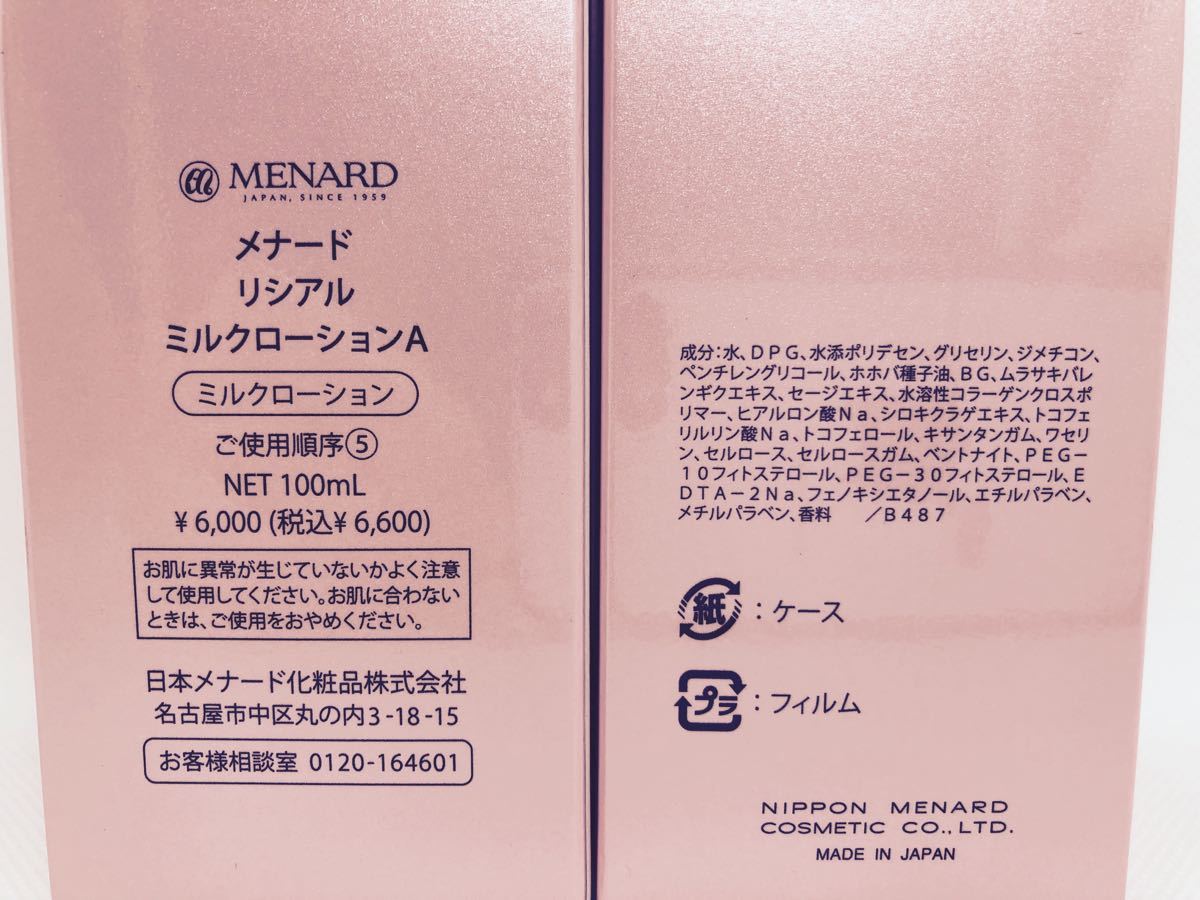 MENARD
JAPAN, SINCE 1959
メナード
リシアル
ミルクローションA
ミルクローション
ご使用順序⑤
NET 100mL
¥6,000 (税込¥6,600)
お肌に異常が生じていないかよく注意
して使用してください。お肌に合わない
ときは、ご使用をおやめください。
日本メナード化粧品株式会社
名古屋市中区丸の内3-18-15
お客様相談室 0120-164601
成分:水、DPG、水添ポリデセン、グリセリン、ジメチコン、
ペンチレングリコール、ホホバ種子油、BG、ムラサキバレ
ンギクエキス、セージエキス、水溶性コラーゲンクロスポ
リマー、ヒアルロン酸Na、シロキクラゲエキス、トコフェ
リルリン酸Na、トコフェロール、キサンタンガム、ワセリ
ン、セルロース、セルロースガム、ベントナイト、PEG-
10フィトステロール、PEG-30フィトステロール、E
DTA-2Na、フェノキシエタノール、エチルパラベン、
メチルパラベン、香料 /B487
紙:ケース
プラ:フィルム
NIPPON MENARD
COSMETIC CO., LTD.
MADE IN JAPAN